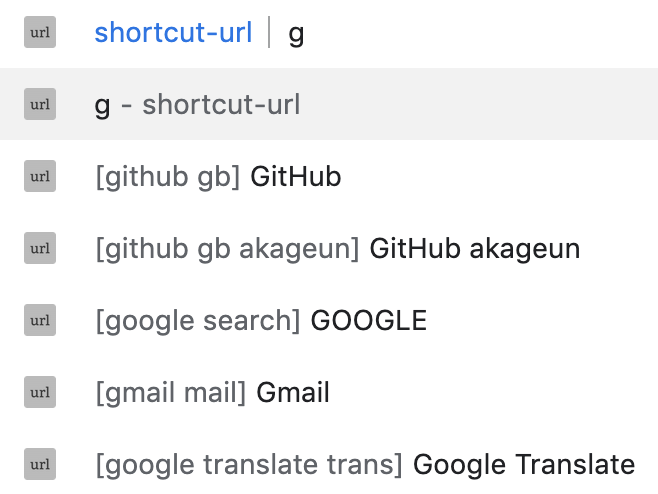 url shortcut-url g
url g - shortcut-url
url [github gb] GitHub
url [github gb akageun] GitHub akageun
url [google search] GOOGLE
url [gmail mail] Gmail
url [google translate trans] Google Translate